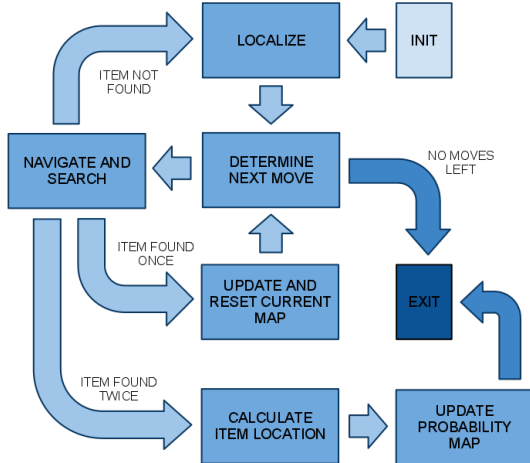 LOCALIZE
INIT
ITEM NOT
FOUND
NAVIGATE AND
SEARCH
DETERMINE
NEXT MOVE
NO MOVES
LEFT
ITEM FOUND
ONCE
UPDATE AND
RESET CURRENT
MAP
EXIT
ITEM FOUND
TWICE
CALCULATE
ITEM LOCATION
UPDATE
PROBABILITY
MAP